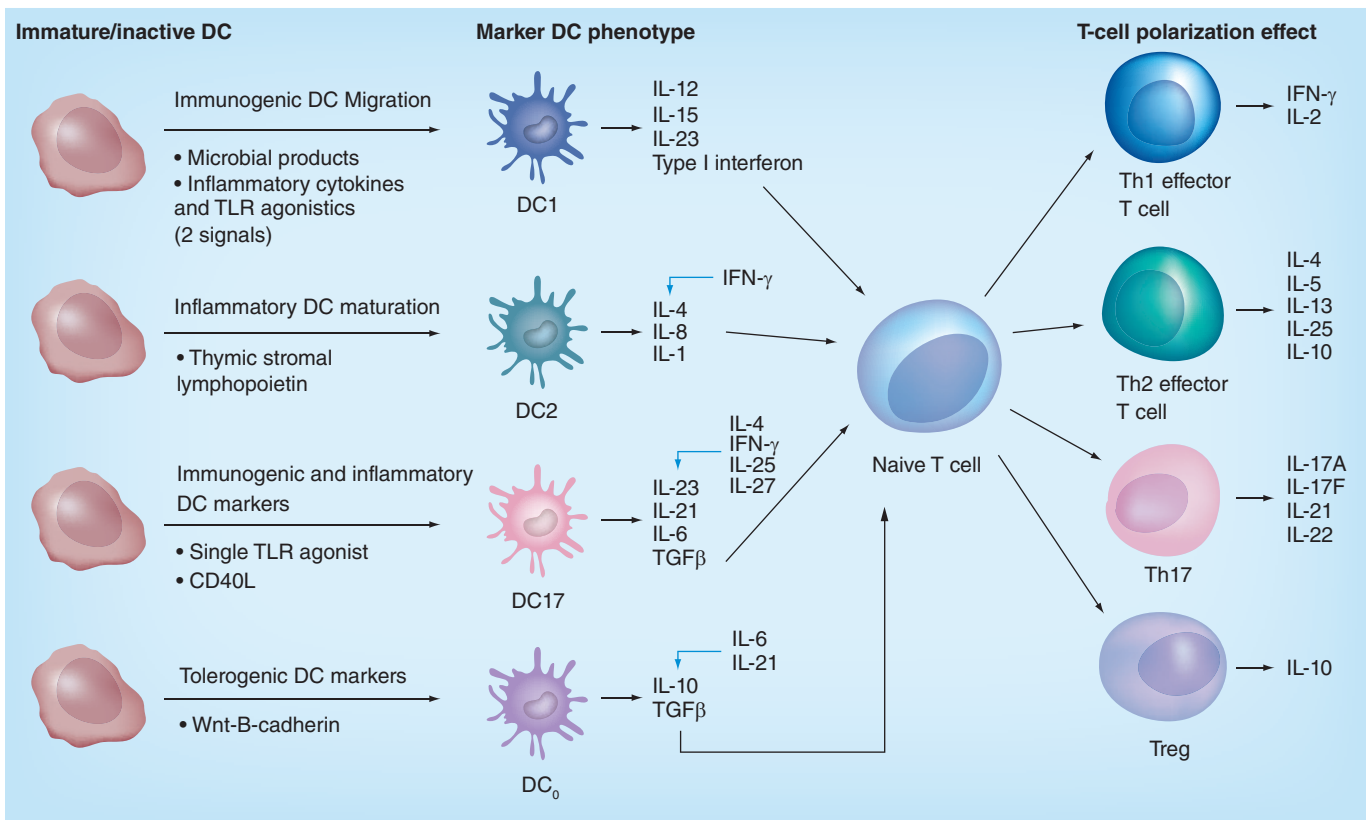 Immature/inactive DC
Marker DC phenotype
T-cell polarization effect
Immunogenic DC Migration
• Microbial products
• Inflammatory cytokines
and TLR agonistics
(2 signals)
DC1
IL-12
IL-15
IL-23
Type I interferon
Th1 effector
T cell
IFN-γ
IL-2
Inflammatory DC maturation
• Thymic stromal
lymphopoietin
DC2
IFN-γ
IL-4
IL-8
IL-1
Naive T cell
Th2 effector
T cell
IL-4
IL-5
IL-13
IL-25
IL-10
Immunogenic and inflammatory
DC markers
• Single TLR agonist
• CD40L
DC17
IL-4
IFN-γ
IL-25
IL-27
IL-23
IL-21
IL-6
TGFβ
Th17
IL-17A
IL-17F
IL-21
IL-22
Tolerogenic DC markers
• Wnt-B-cadherin
DC₀
IL-6
IL-21
IL-10
TGFβ
Treg
IL-10